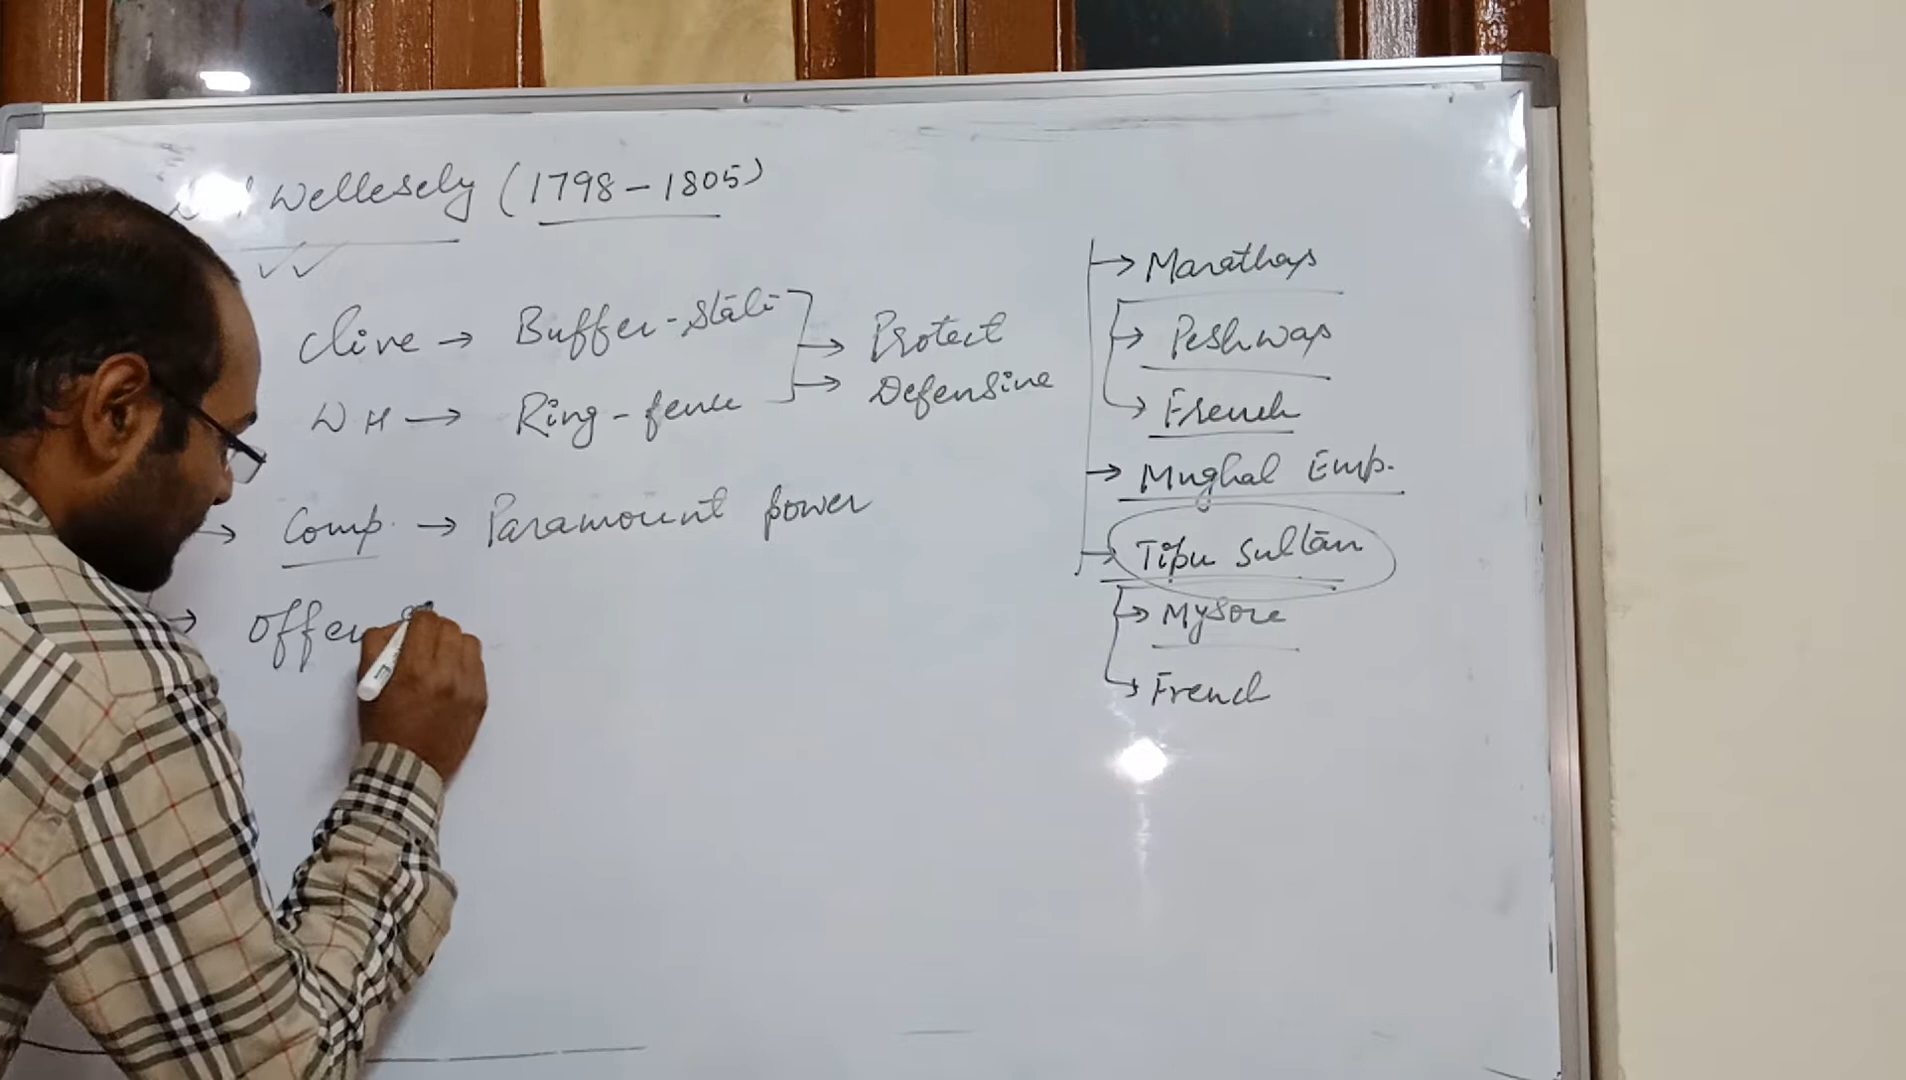 Wellesely (1798-1805)
Clive → Buffer-State
WH → Ring-fence
→ Protect
→ Defensive
→ Comp. → Paramount power
→ Offen
→ Marathas
→ Peshwas
→ French
→ Mughal Emp.
→ Tipu Sultan
→ Mysore
→ French